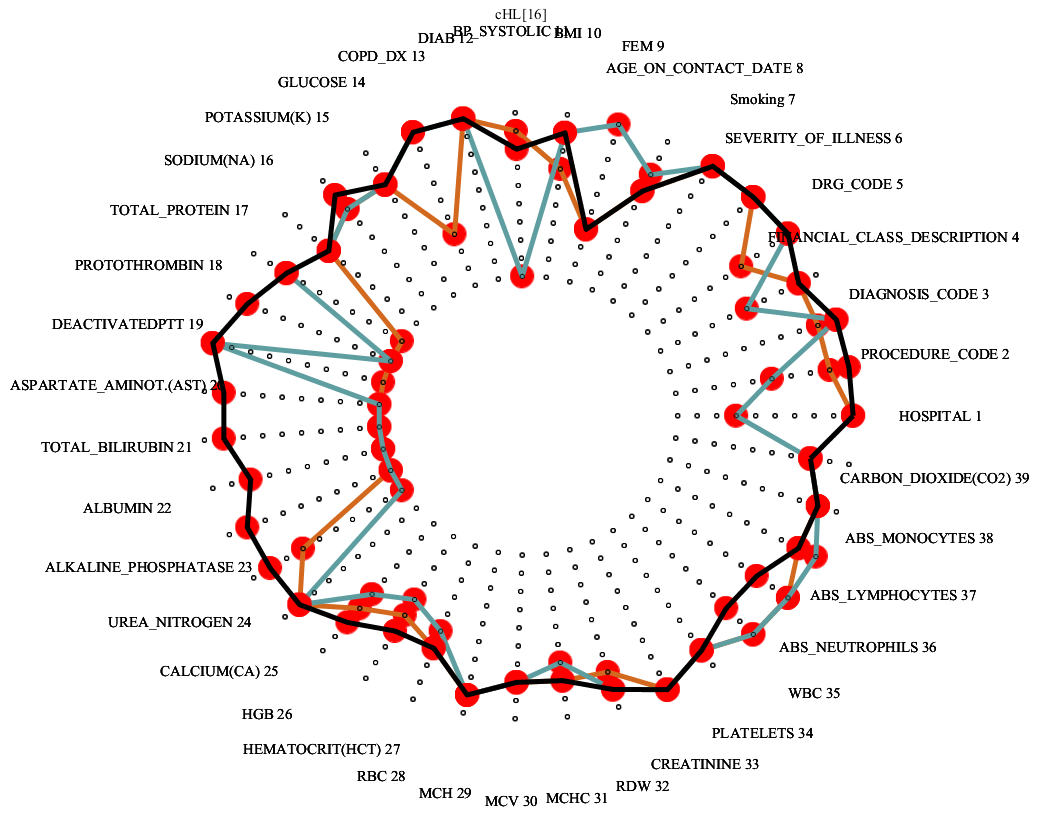 cHL[16]
BP_SYSTOLIC 11
BMI 10
DIAB 12
FEM 9
COPD_DX 13
AGE_ON_CONTACT_DATE 8
GLUCOSE 14
Smoking 7
POTASSIUM(K) 15
SEVERITY_OF_ILLNESS 6
SODIUM(NA) 16
DRG_CODE 5
TOTAL_PROTEIN 17
FINANCIAL_CLASS_DESCRIPTION 4
PROTOTHROMBIN 18
DIAGNOSIS_CODE 3
DEACTIVATEDPTT 19
PROCEDURE_CODE 2
ASPARTATE_AMINOT.(AST) 20
HOSPITAL 1
TOTAL_BILIRUBIN 21
CARBON_DIOXIDE(CO2) 39
ALBUMIN 22
ABS_MONOCYTES 38
ALKALINE_PHOSPHATASE 23
ABS_LYMPHOCYTES 37
UREA_NITROGEN 24
ABS_NEUTROPHILS 36
CALCIUM(CA) 25
WBC 35
HGB 26
PLATELETS 34
HEMATOCRIT(HCT) 27
CREATININE 33
RBC 28
RDW 32
MCH 29
MCV 30
MCHC 31